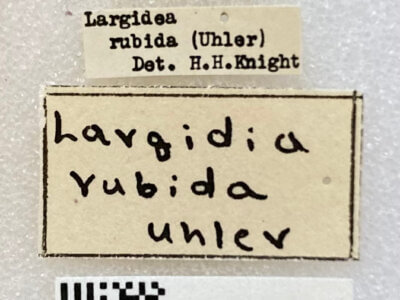 Largidea
rubida (Uhler)
Det. H.H.Knight
Largidia
rubida
Uhler